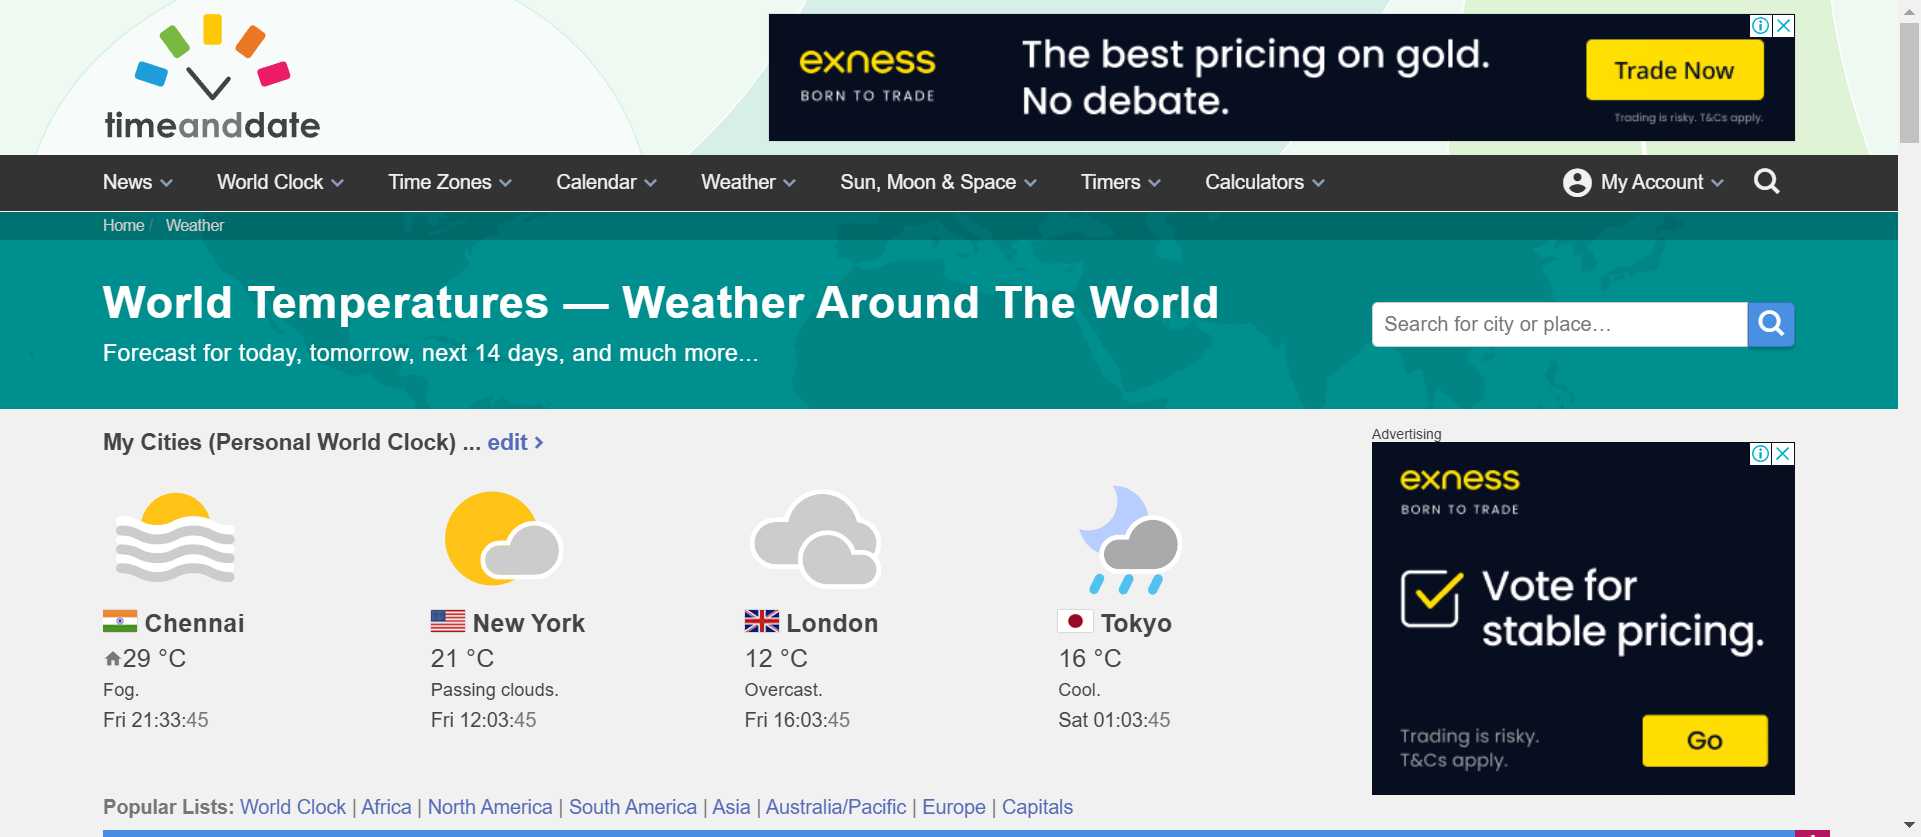 timeanddate
exness
BORN TO TRADE
The best pricing on gold.
No debate.
Trade Now
Trading is risky. T&Cs apply.
News World Clock Time Zones Calendar Weather Sun, Moon & Space Timers Calculators My Account
Home / Weather
World Temperatures — Weather Around The World
Forecast for today, tomorrow, next 14 days, and much more...
Search for city or place…
My Cities (Personal World Clock) ... edit
Chennai
29 °C
Fog.
Fri 21:33:45
New York
21 °C
Passing clouds.
Fri 12:03:45
London
12 °C
Overcast.
Fri 16:03:45
Tokyo
16 °C
Cool.
Sat 01:03:45
Advertising
exness
BORN TO TRADE
Vote for
stable pricing.
Trading is risky.
T&Cs apply.
Go
Popular Lists: World Clock | Africa | North America | South America | Asia | Australia/Pacific | Europe | Capitals